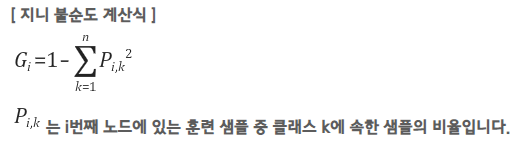 [ 지니 불순도 계산식 ]
n
G_i=1-∑P_{i,k}²
k=1
P_{i,k} 는 i번째 노드에 있는 훈련 샘플 중 클래스 k에 속한 샘플의 비율입니다.